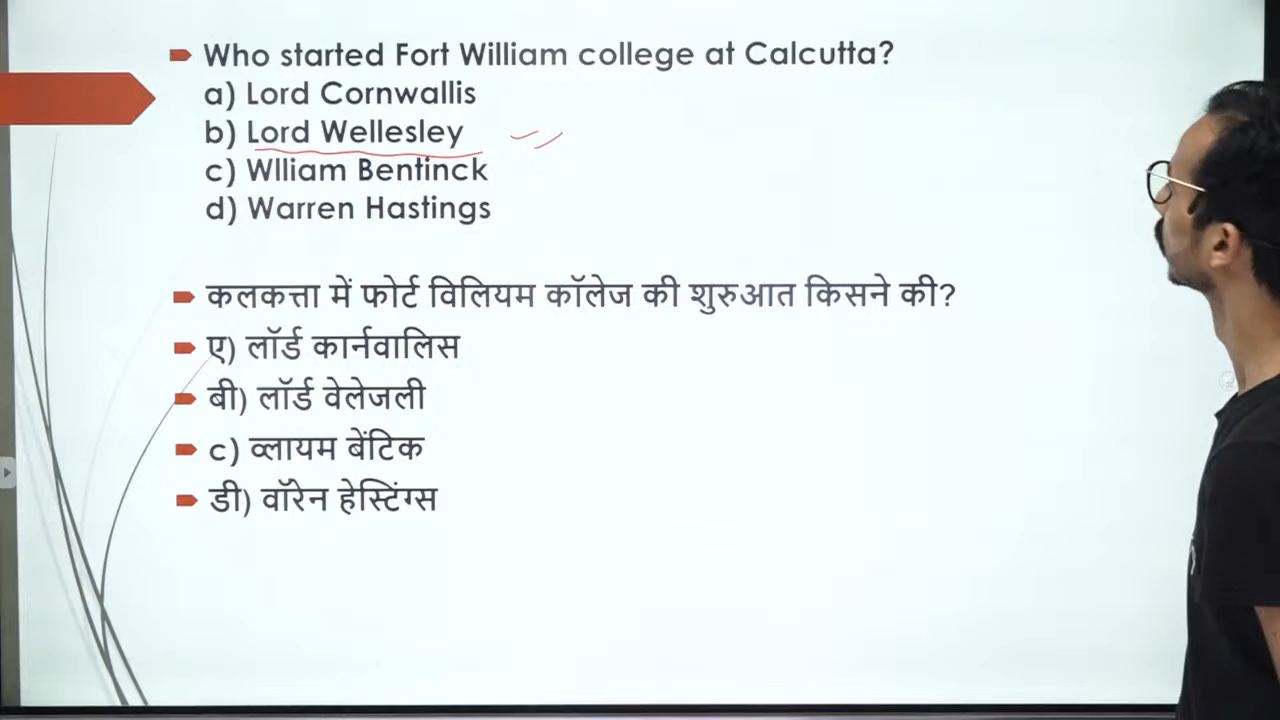 Who started Fort William college at Calcutta?
a) Lord Cornwallis
b) Lord Wellesley
c) Wlliam Bentinck
d) Warren Hastings
कलकत्ता में फोर्ट विलियम कॉलेज की शुरुआत किसने की?
ए) लॉर्ड कार्नवालिस
बी) लॉर्ड वेलेजली
c) व्लायम बेंटिक
डी) वॉरेन हेस्टिंग्स